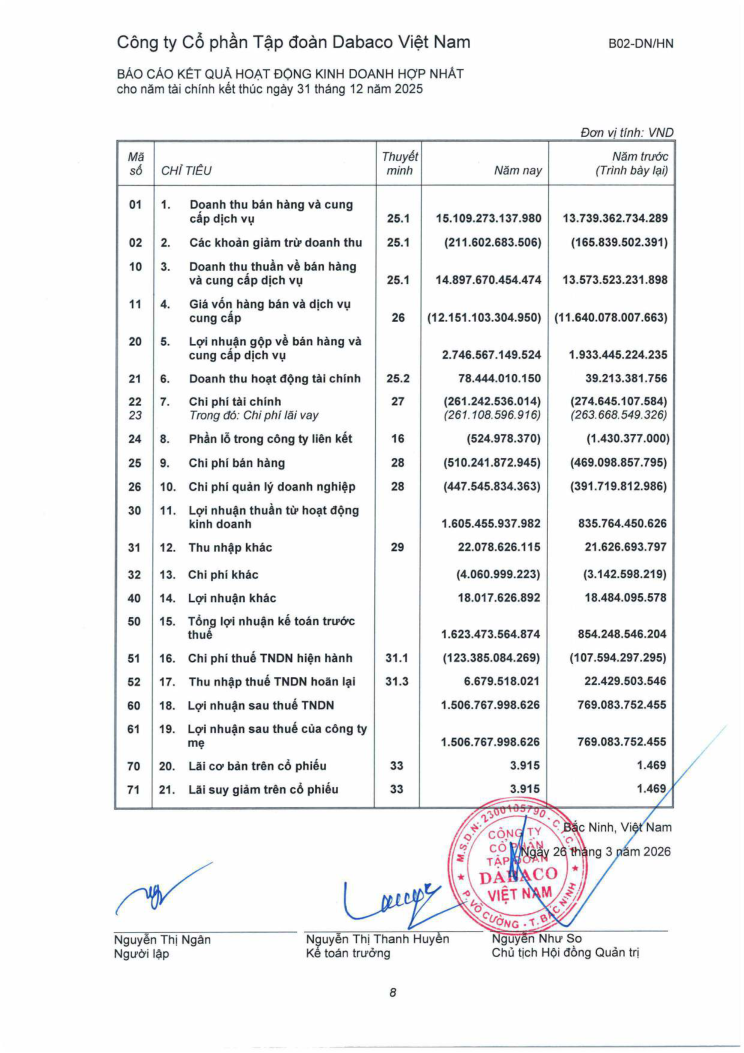 Công ty Cổ phần Tập đoàn Dabaco Việt Nam B02-DN/HN
BÁO CÁO KẾT QUẢ HOẠT ĐỘNG KINH DOANH HỢP NHẤT
cho năm tài chính kết thúc ngày 31 tháng 12 năm 2025
Đơn vị tính: VND
Mã số CHỈ TIÊU Thuyết minh Năm nay Năm trước (Trình bày lại)
01 1. Doanh thu bán hàng và cung
cấp dịch vụ 25.1 15.109.273.137.980 13.739.362.734.289
02 2. Các khoản giảm trừ doanh thu 25.1 (211.602.683.506) (165.839.502.391)
10 3. Doanh thu thuần về bán hàng
và cung cấp dịch vụ 25.1 14.897.670.454.474 13.573.523.231.898
11 4. Giá vốn hàng bán và dịch vụ
cung cấp 26 (12.151.103.304.950) (11.640.078.007.663)
20 5. Lợi nhuận gộp về bán hàng và
cung cấp dịch vụ 2.746.567.149.524 1.933.445.224.235
21 6. Doanh thu hoạt động tài chính 25.2 78.444.010.150 39.213.381.756
22 7. Chi phí tài chính 27 (261.242.536.014) (274.645.107.584)
23 Trong đó: Chi phí lãi vay (261.108.596.916) (263.668.549.326)
24 8. Phần lỗ trong công ty liên kết 16 (524.978.370) (1.430.377.000)
25 9. Chi phí bán hàng 28 (510.241.872.945) (469.098.857.795)
26 10. Chi phí quản lý doanh nghiệp 28 (447.545.834.363) (391.719.812.986)
30 11. Lợi nhuận thuần từ hoạt động
kinh doanh 1.605.455.937.982 835.764.450.626
31 12. Thu nhập khác 29 22.078.626.115 21.626.693.797
32 13. Chi phí khác (4.060.999.223) (3.142.598.219)
40 14. Lợi nhuận khác 18.017.626.892 18.484.095.578
50 15. Tổng lợi nhuận kế toán trước
thuế 1.623.473.564.874 854.248.546.204
51 16. Chi phí thuế TNDN hiện hành 31.1 (123.385.084.269) (107.594.297.295)
52 17. Thu nhập thuế TNDN hoãn lại 31.3 6.679.518.021 22.429.503.546
60 18. Lợi nhuận sau thuế TNDN 1.506.767.998.626 769.083.752.455
61 19. Lợi nhuận sau thuế của công ty
mẹ 1.506.767.998.626 769.083.752.455
70 20. Lãi cơ bản trên cổ phiếu 33 3.915 1.469
71 21. Lãi suy giảm trên cổ phiếu 33 3.915 1.469
Bắc Ninh, Việt Nam
Ngày 26 tháng 3 năm 2026
M.S.D.N: 2300105790 - C.T.C.P
CÔNG TY
CỔ PHẦN
TẬP ĐOÀN
DABACO
VIỆT NAM
P. VÕ CƯỜNG - T. BẮC NINH
Nguyễn Thị Ngân Nguyễn Thị Thanh Huyền Nguyễn Như So
Người lập Kế toán trưởng Chủ tịch Hội đồng Quản trị
8